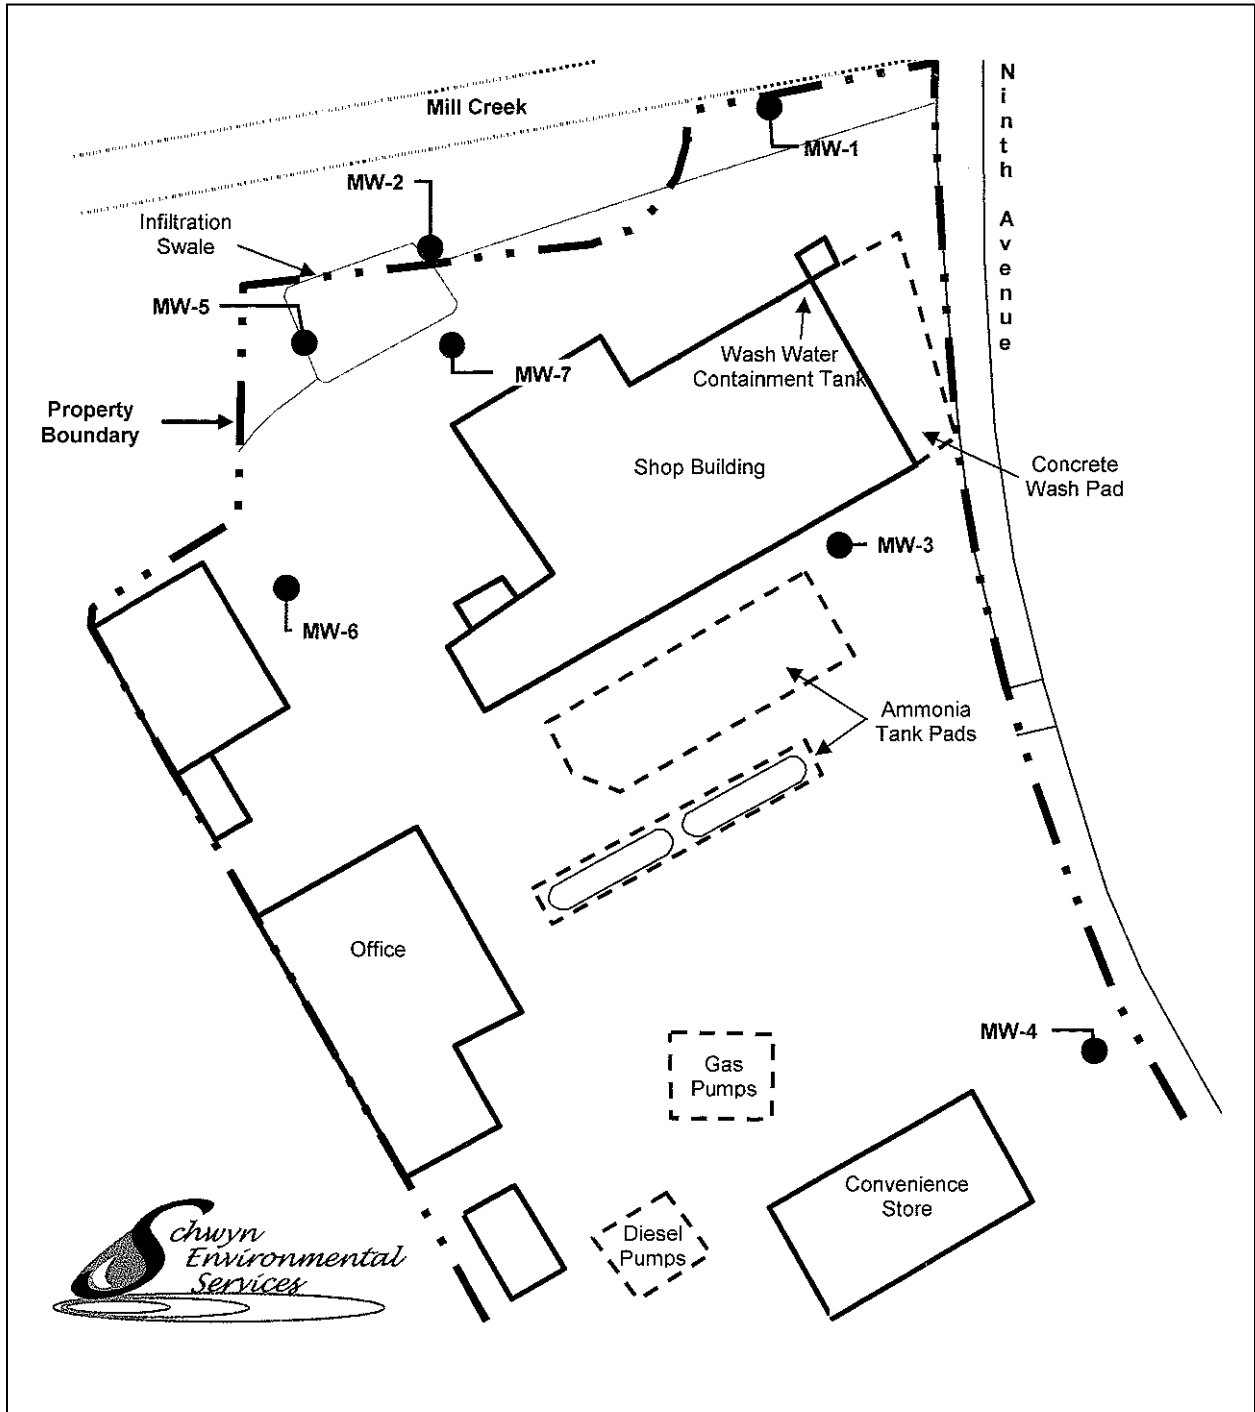 Mill Creek
Ninth Avenue
MW-1
MW-2
Infiltration
Swale
MW-5
MW-7
Wash Water
Containment Tank
Property
Boundary
Shop Building
Concrete
Wash Pad
MW-3
MW-6
Ammonia
Tank Pads
Office
MW-4
Gas
Pumps
Convenience
Store
Diesel
Pumps
Schwyn
Environmental
Services